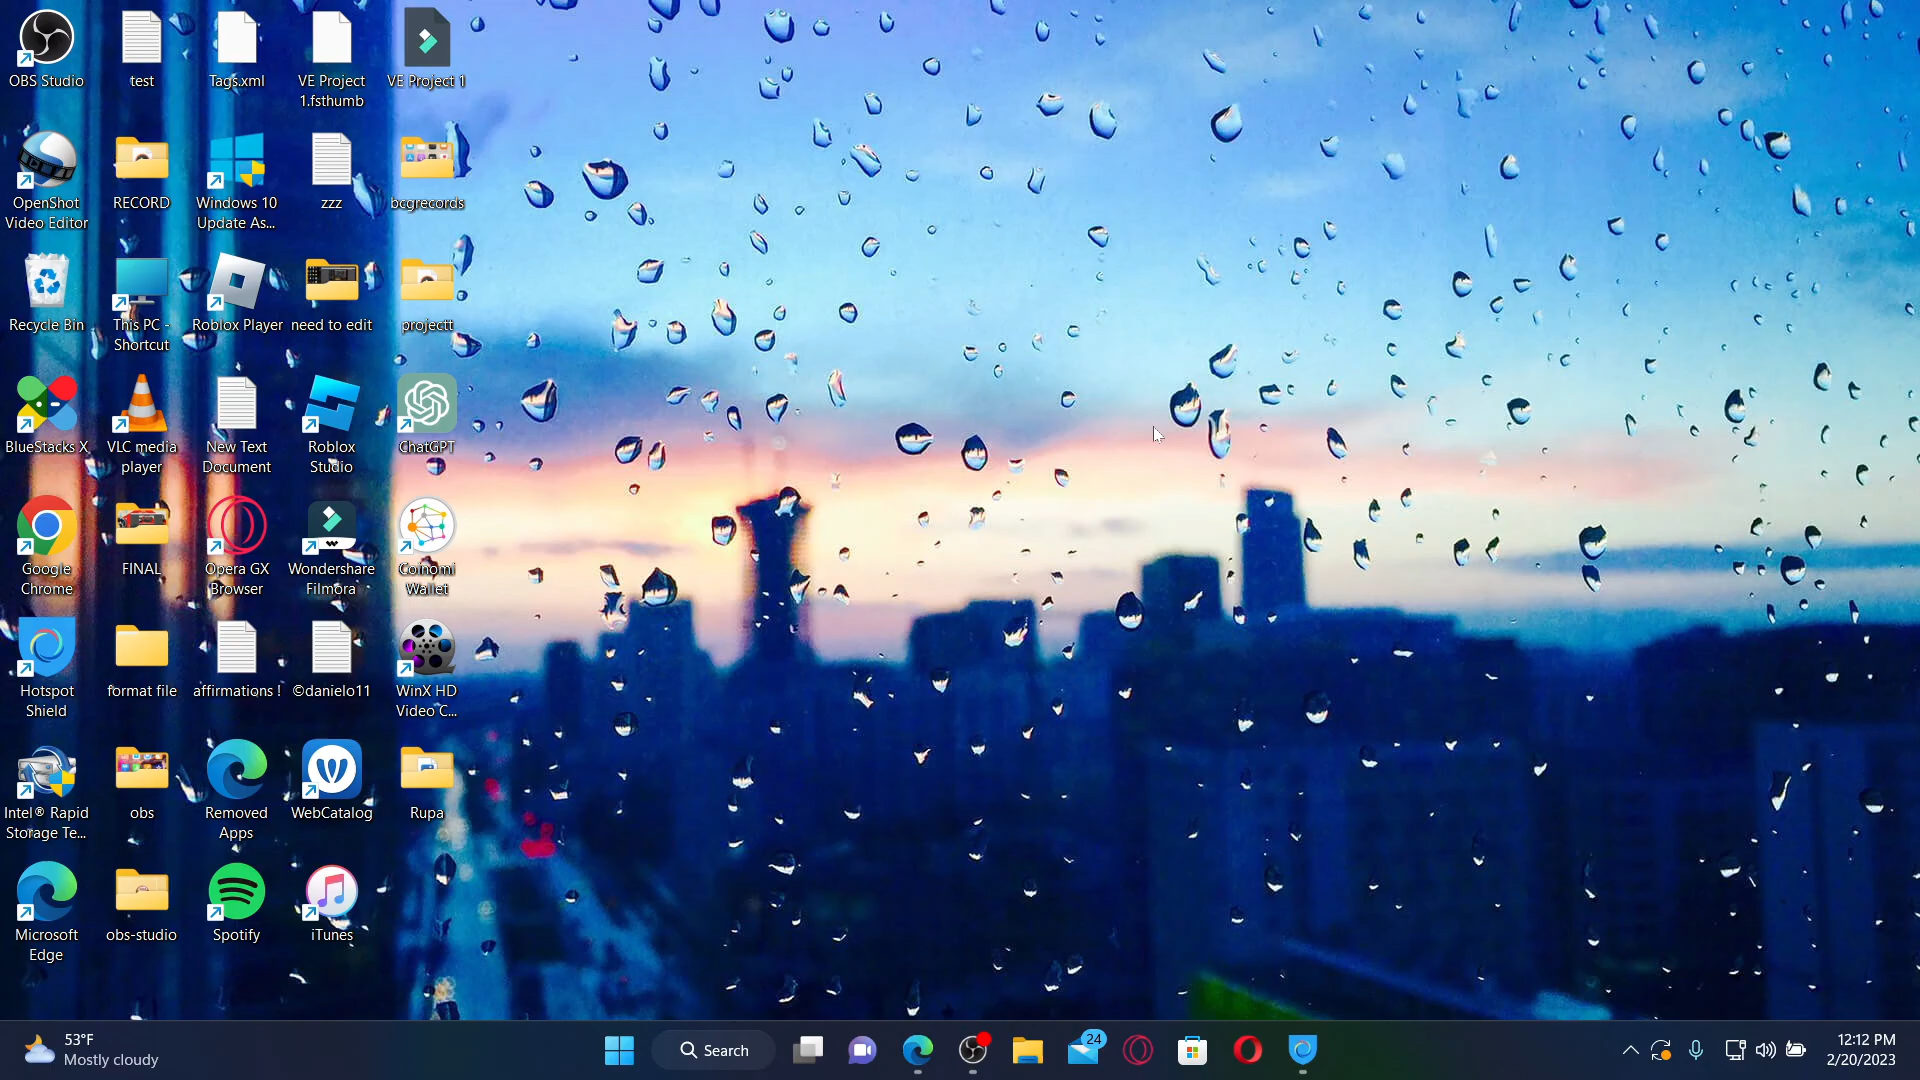 OBS Studio
test
Tags.xml
VE Project
1.fsthumb
VE Project 1
OpenShot
Video Editor
RECORD
Windows 10
Update As...
zzz
bcgrecords
Recycle Bin
This PC -
Shortcut
Roblox Player
need to edit
projectt
BlueStacks X
VLC media
player
New Text
Document
Roblox
Studio
ChatGPT
Google
Chrome
FINAL
Opera GX
Browser
Wondershare
Filmora
Coinomi
Wallet
Hotspot
Shield
format file
affirmations !
©danielo11
WinX HD
Video C...
Intel® Rapid
Storage Te...
obs
Removed
Apps
WebCatalog
Rupa
Microsoft
Edge
obs-studio
Spotify
iTunes
53°F
Mostly cloudy
Search
24
12:12 PM
2/20/2023